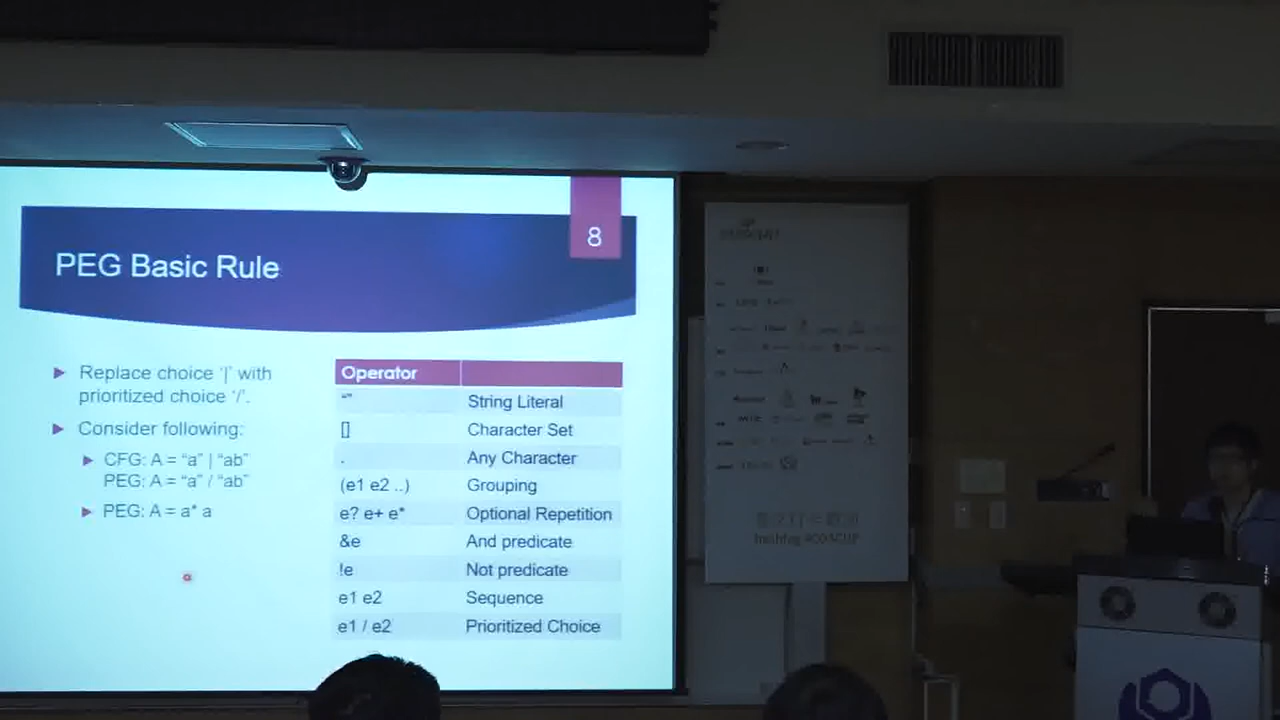 8
PEG Basic Rule
Replace choice ‘|’ with
prioritized choice ‘/’.
Consider following:
CFG: A = “a” | “ab”
PEG: A = “a” / “ab”
PEG: A = a* a
Operator
“” String Literal
[] Character Set
. Any Character
(e1 e2 ..) Grouping
e? e+ e* Optional Repetition
&e And predicate
!e Not predicate
e1 e2 Sequence
e1 / e2 Prioritized Choice
hashtag #COSCUP